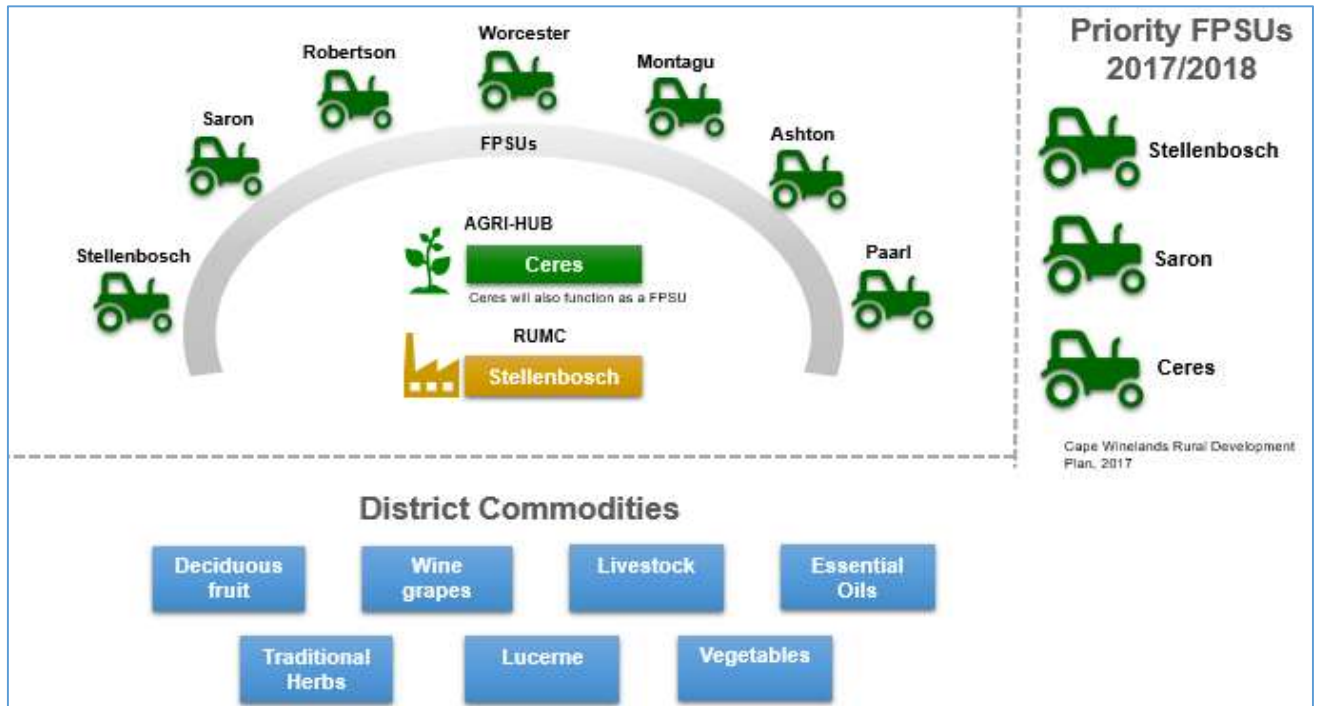 Worcester
Robertson
Montagu
Saron
Ashton
FPSUs
Stellenbosch
Paarl
AGRI-HUB
Ceres
Ceres will also function as a FPSU
RUMC
Stellenbosch
Priority FPSUs
2017/2018
Stellenbosch
Saron
Ceres
Cape Winelands Rural Development
Plan, 2017
District Commodities
Deciduous
fruit
Wine
grapes
Livestock
Essential
Oils
Traditional
Herbs
Lucerne
Vegetables